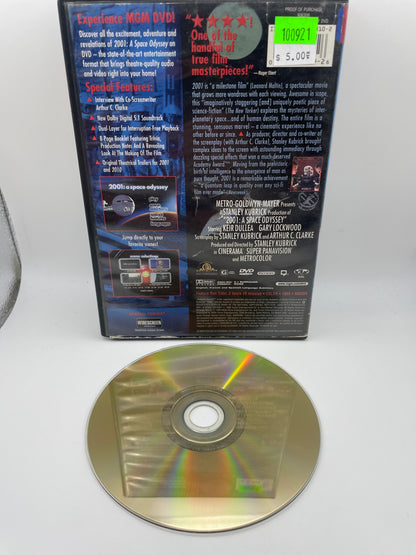 Experience MGM DVD!
Discover all the excitement, adventure and
revelations of 2001: A Space Odyssey on
DVD – the state-of-the-art entertainment
format that brings theatre-quality audio
and video right into your home!
Special Features:
Interview With Co-Screenwriter
Arthur C. Clarke
New Dolby Digital 5.1 Soundtrack
Dual-Layer for Interruption-Free Playback
8-Page Booklet Featuring Trivia,
Production Notes And A Revealing
Look At The Making Of The Film
Original Theatrical Trailers for 2001
and 2010
2001: a space odyssey
Jump directly to your
favorite scenes!
WIDESCREEN
"★★★★!
One of the
handful of
true film
masterpieces!"
– Roger Ebert
2001 is "a milestone film" (Leonard Maltin), a spectacular movie
that grows more wondrous with each viewing. Awesome in scope,
this "imaginatively staggering [and] uniquely poetic piece of
science-fiction" (The New Yorker) explores the mysteries of inter-
planetary space...and of human destiny. The entire film is a
stunning, sensuous marvel – a cinematic experience like no
other before or since. As producer, director and co-writer of the
screenplay (with Arthur C. Clarke), Stanley Kubrick brought
complex ideas to the screen with astounding immediacy through
dazzling special effects that won a much-deserved
Academy Award. Moving from the prehistoric
birth of intelligence to the emergence of man as
pure thought, 2001 is a remarkable achievement
– "a quantum leap in quality over any sci-fi
film ever made"
METRO-GOLDWYN-MAYER Presents
A STANLEY KUBRICK Production of
"2001: A SPACE ODYSSEY"
Starring KEIR DULLEA GARY LOCKWOOD
Screenplay by STANLEY KUBRICK and ARTHUR C. CLARKE
Produced and Directed by STANLEY KUBRICK
in CINERAMA SUPER PANAVISION
and METROCOLOR
DVD
PROOF OF PURCHASE
100921
$ 5.00